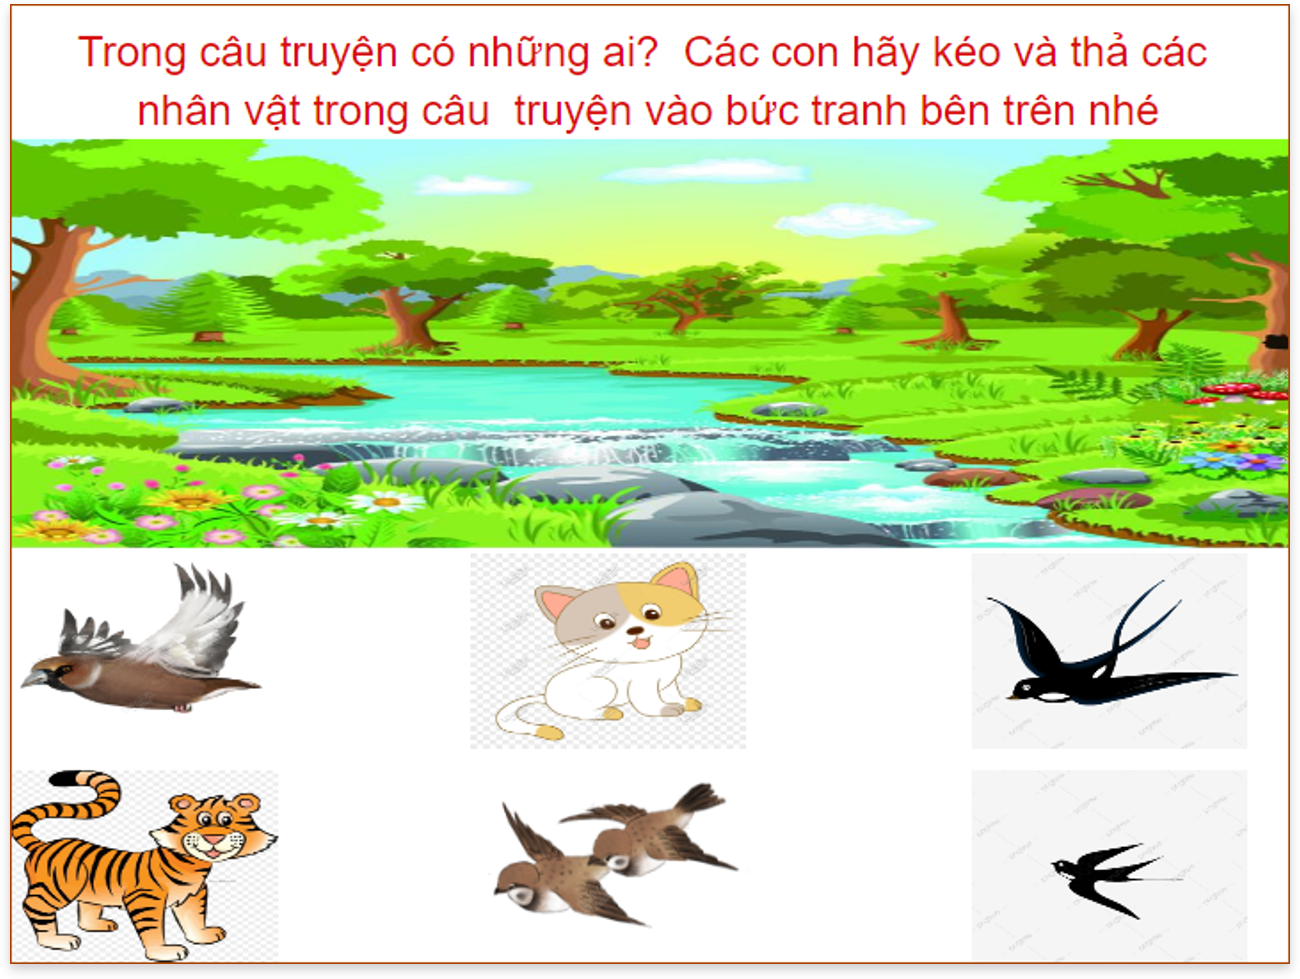 Trong câu truyện có những ai?  Các con hãy kéo và thả các
nhân vật trong câu  truyện vào bức tranh bên trên nhé